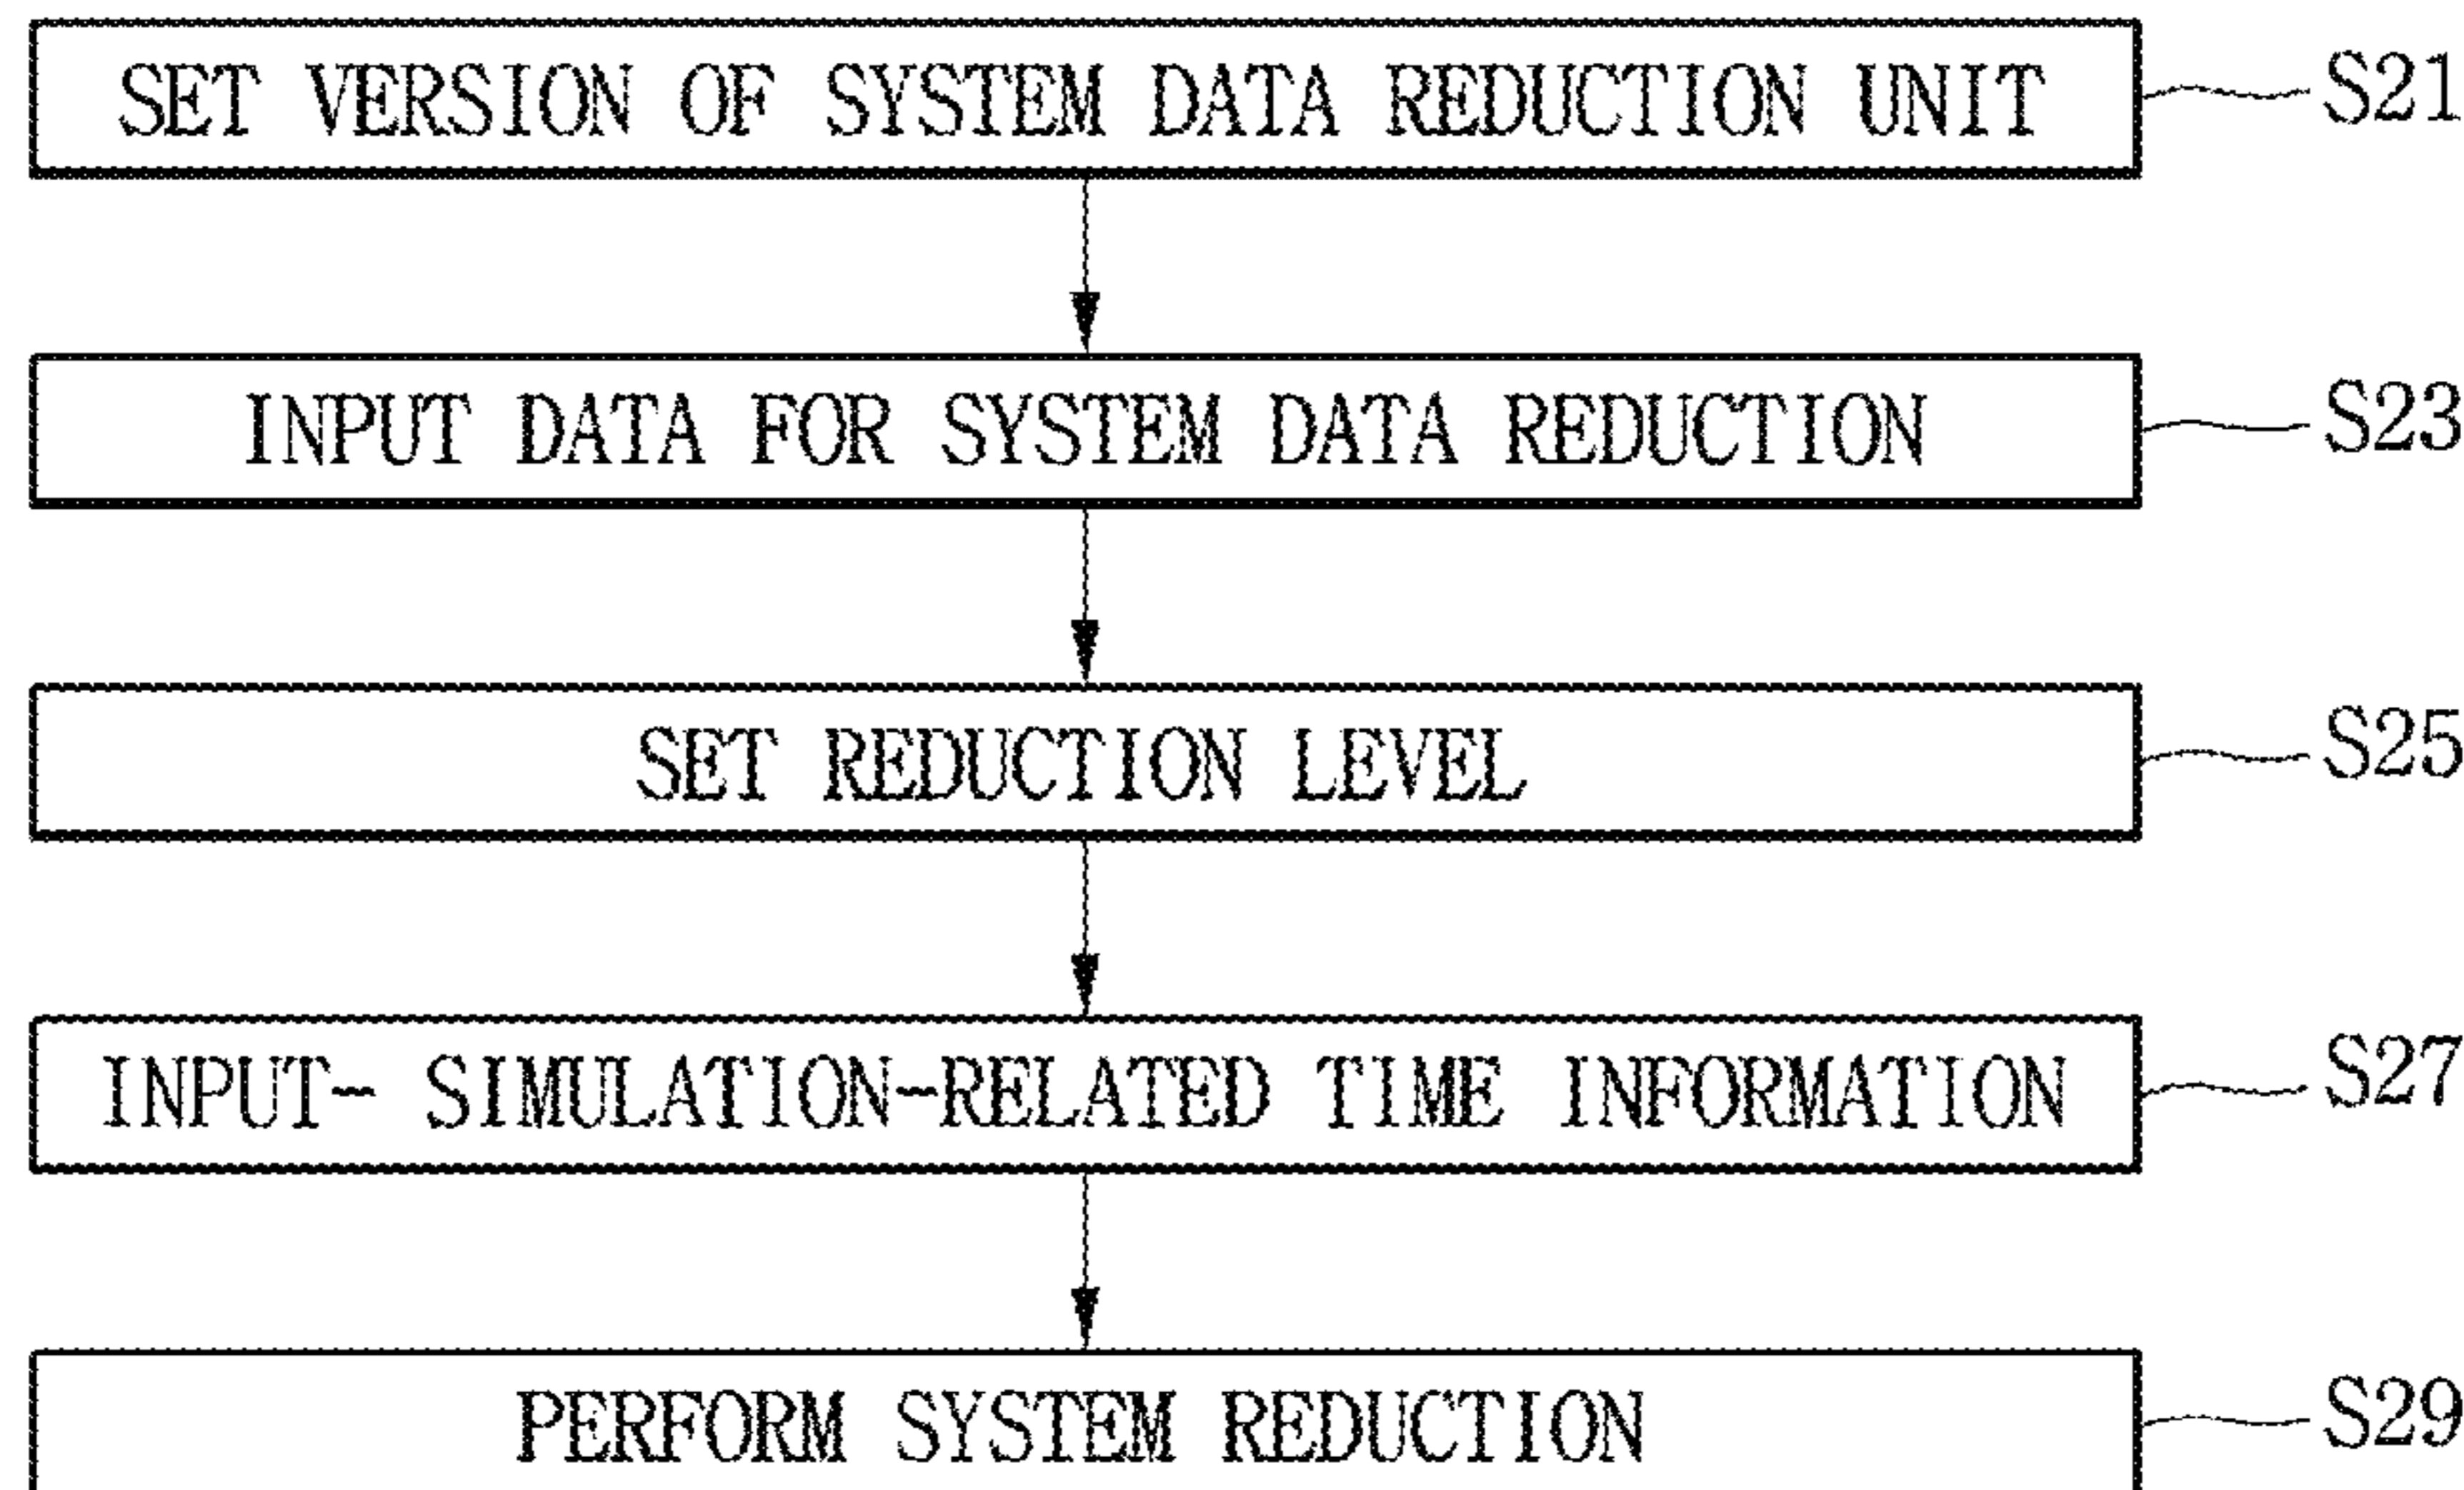 SET VERSION OF SYSTEM DATA REDUCTION UNIT S21
INPUT DATA FOR SYSTEM DATA REDUCTION S23
SET REDUCTION LEVEL S25
INPUT- SIMULATION-RELATED TIME INFORMATION S27
PERFORM SYSTEM REDUCTION S29